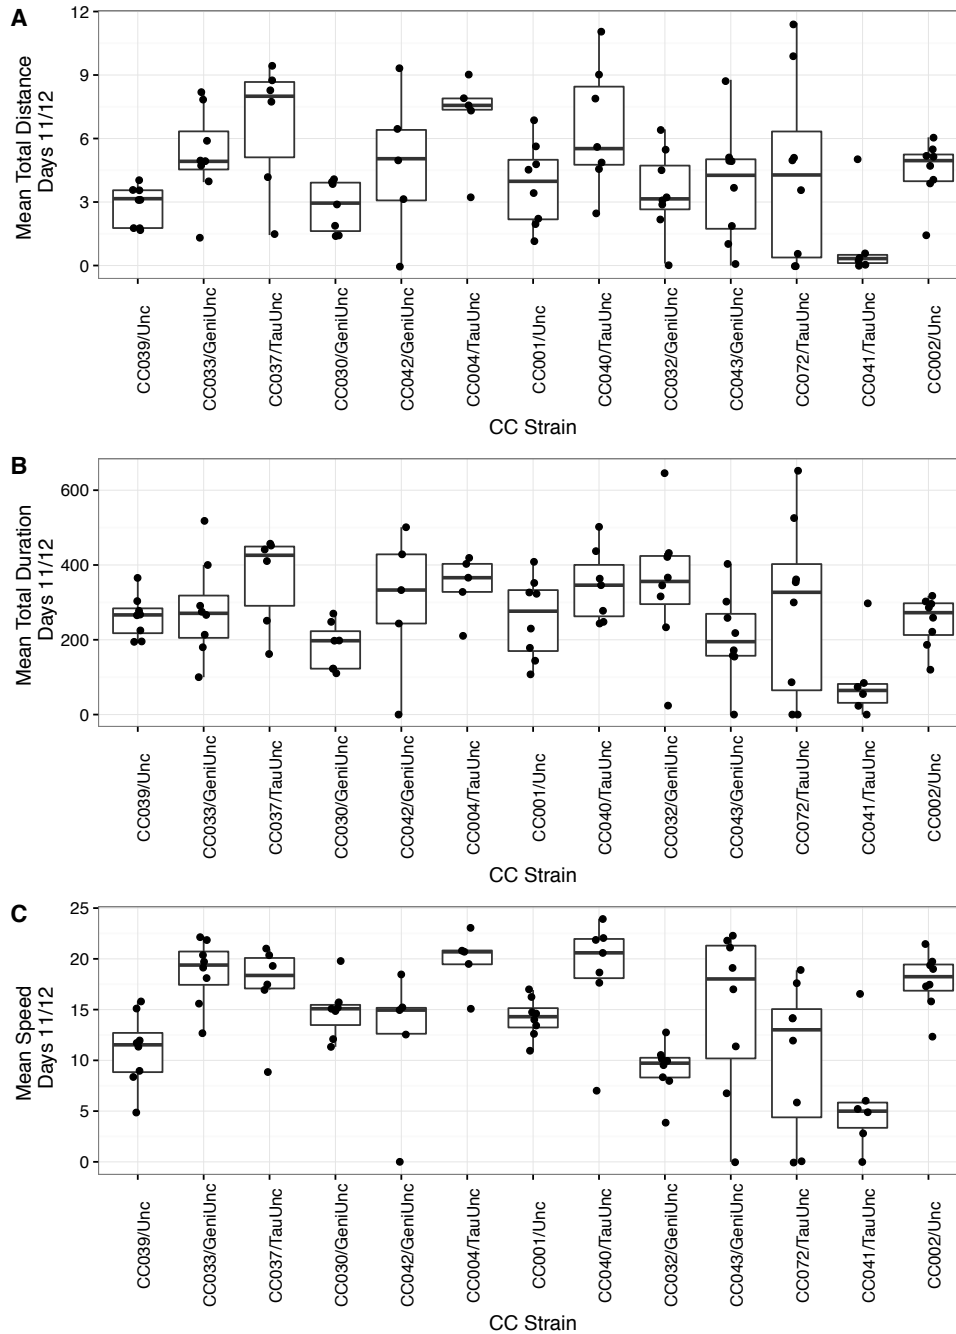 A
Mean Total Distance
Days 11/12
12
9
6
3
0
CC039/Unc
CC033/GeniUnc
CC037/TauUnc
CC030/GeniUnc
CC042/GeniUnc
CC004/TauUnc
CC001/Unc
CC040/TauUnc
CC032/GeniUnc
CC043/GeniUnc
CC072/TauUnc
CC041/TauUnc
CC002/Unc
CC Strain
B
Mean Total Duration
Days 11/12
600
400
200
0
CC039/Unc
CC033/GeniUnc
CC037/TauUnc
CC030/GeniUnc
CC042/GeniUnc
CC004/TauUnc
CC001/Unc
CC040/TauUnc
CC032/GeniUnc
CC043/GeniUnc
CC072/TauUnc
CC041/TauUnc
CC002/Unc
CC Strain
C
Mean Speed
Days 11/12
25
20
15
10
5
0
CC039/Unc
CC033/GeniUnc
CC037/TauUnc
CC030/GeniUnc
CC042/GeniUnc
CC004/TauUnc
CC001/Unc
CC040/TauUnc
CC032/GeniUnc
CC043/GeniUnc
CC072/TauUnc
CC041/TauUnc
CC002/Unc
CC Strain